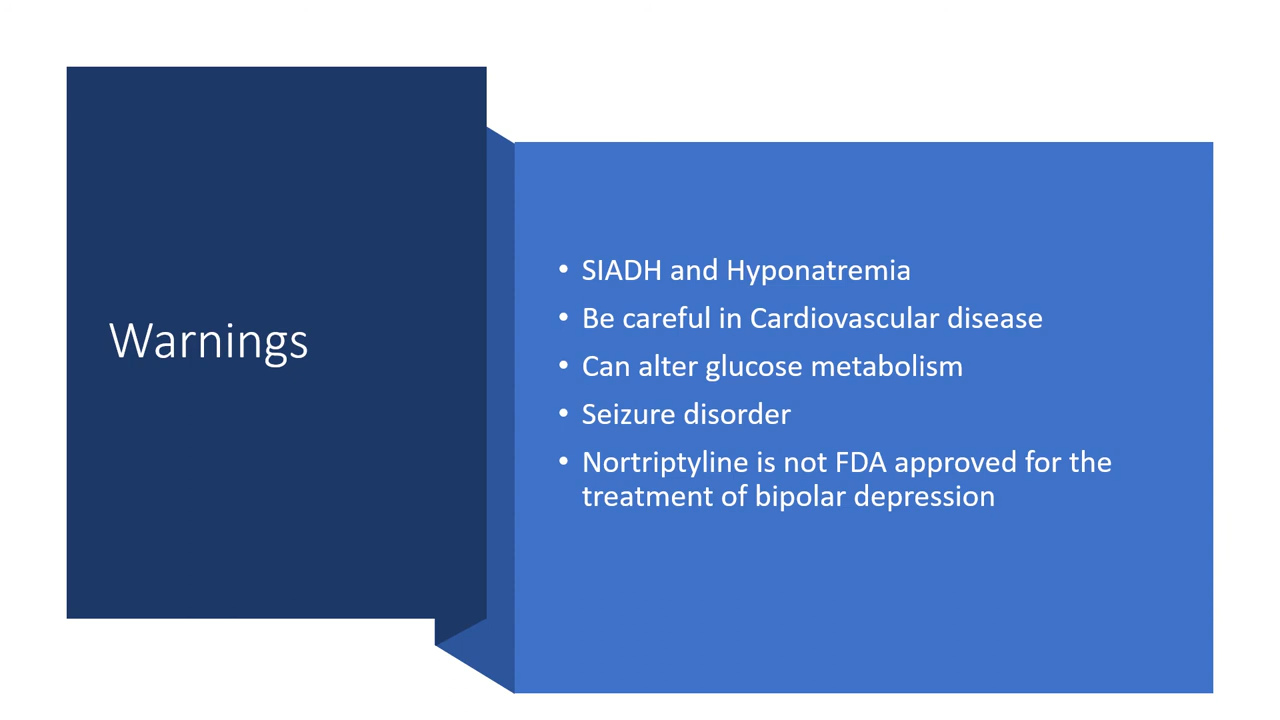 Warnings
• SIADH and Hyponatremia
• Be careful in Cardiovascular disease
• Can alter glucose metabolism
• Seizure disorder
• Nortriptyline is not FDA approved for the
treatment of bipolar depression